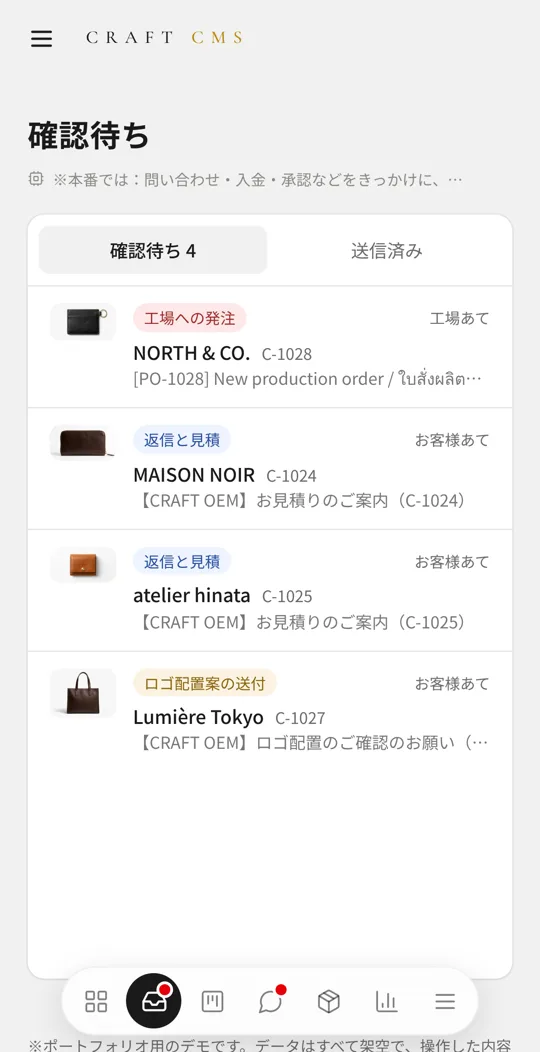 CRAFT CMS
確認待ち
※本番では：問い合わせ・入金・承認などをきっかけに、…
確認待ち 4
送信済み
工場への発注
工場あて
NORTH & CO. C-1028
[PO-1028] New production order / ใบสั่งผลิต…
返信と見積
お客様あて
MAISON NOIR C-1024
【CRAFT OEM】お見積りのご案内（C-1024）
返信と見積
お客様あて
atelier hinata C-1025
【CRAFT OEM】お見積りのご案内（C-1025）
ロゴ配置案の送付
お客様あて
Lumière Tokyo C-1027
【CRAFT OEM】ロゴ配置のご確認のお願い（…
※ポートフォリオ用のデモです。データはすべて架空で、操作した内容